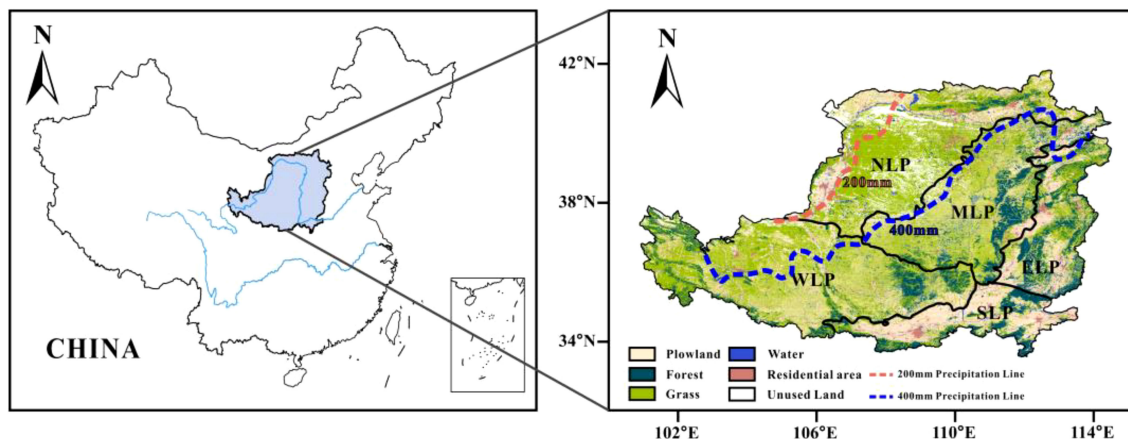 N
CHINA
N
42°N
38°N
34°N
NLP
200mm
MLP
400mm
WLP
ELP
SLP
Plowland
Water
Forest
Residential area
200mm Precipitation Line
Grass
Unused Land
400mm Precipitation Line
102°E
106°E
110°E
114°E